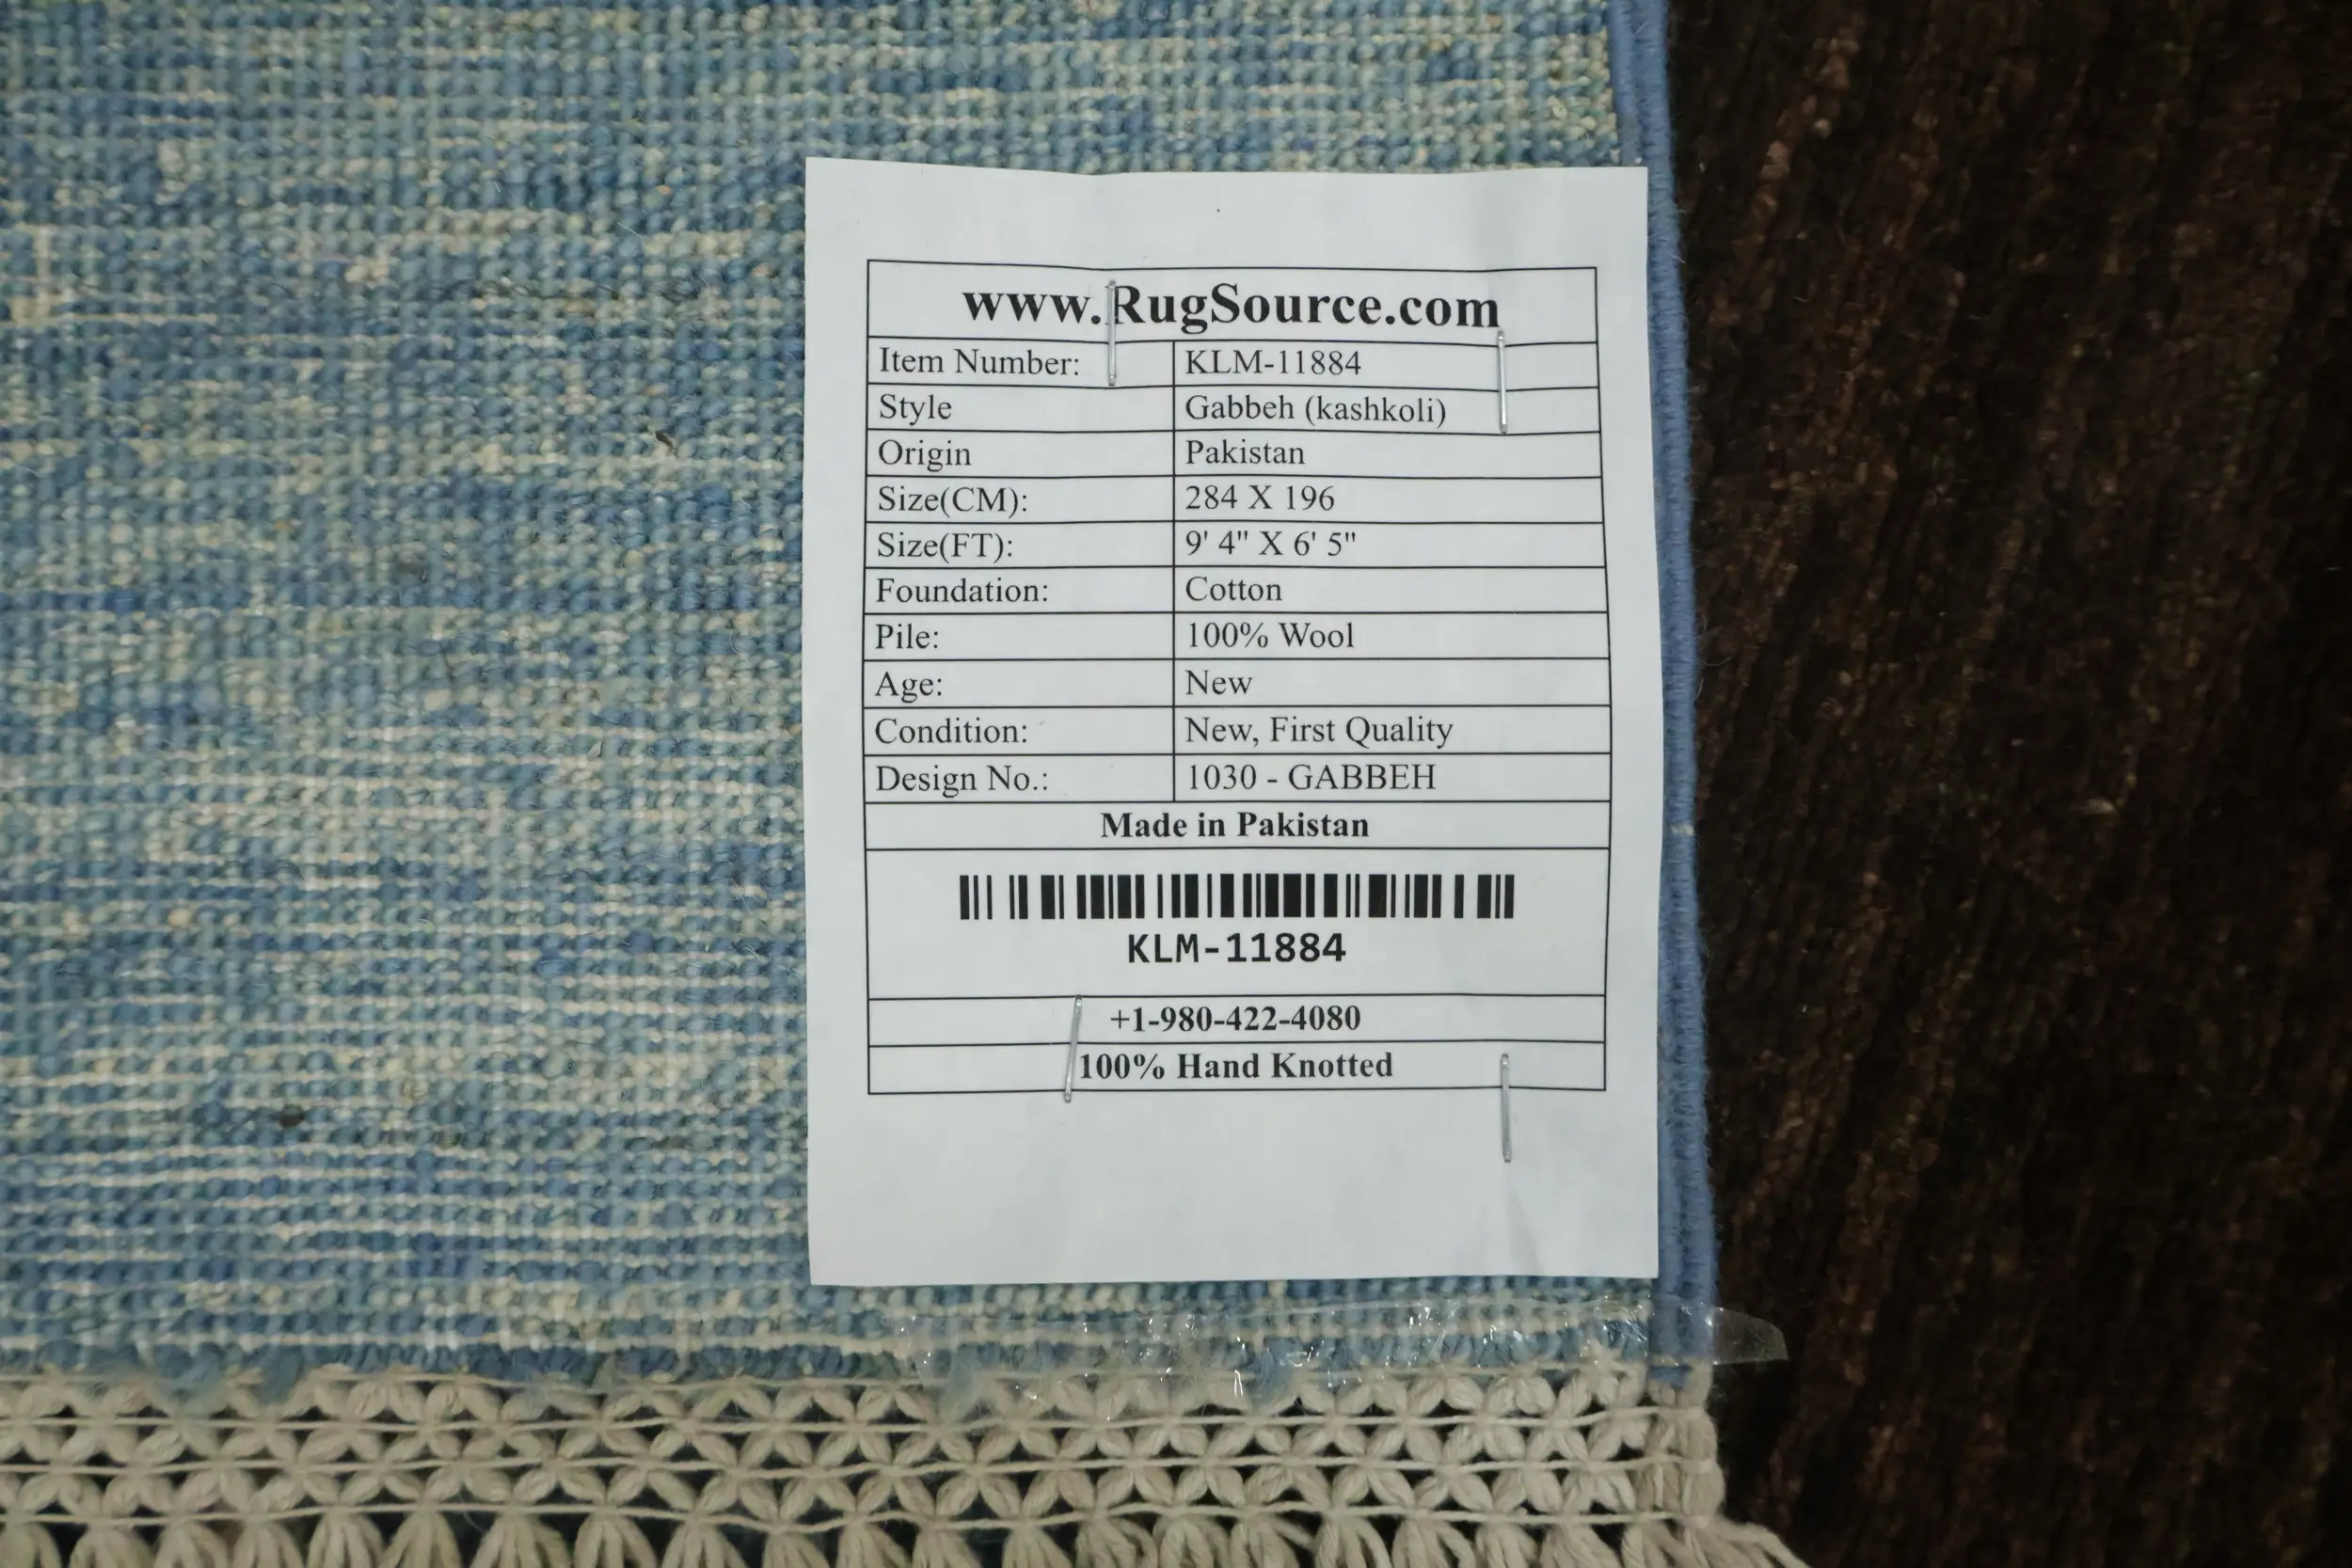 www.RugSource.com
Item Number: KLM-11884
Style Gabbeh (kashkoli)
Origin Pakistan
Size(CM): 284 X 196
Size(FT): 9' 4" X 6' 5"
Foundation: Cotton
Pile: 100% Wool
Age: New
Condition: New, First Quality
Design No.: 1030 - GABBEH
Made in Pakistan
KLM-11884
+1-980-422-4080
100% Hand Knotted